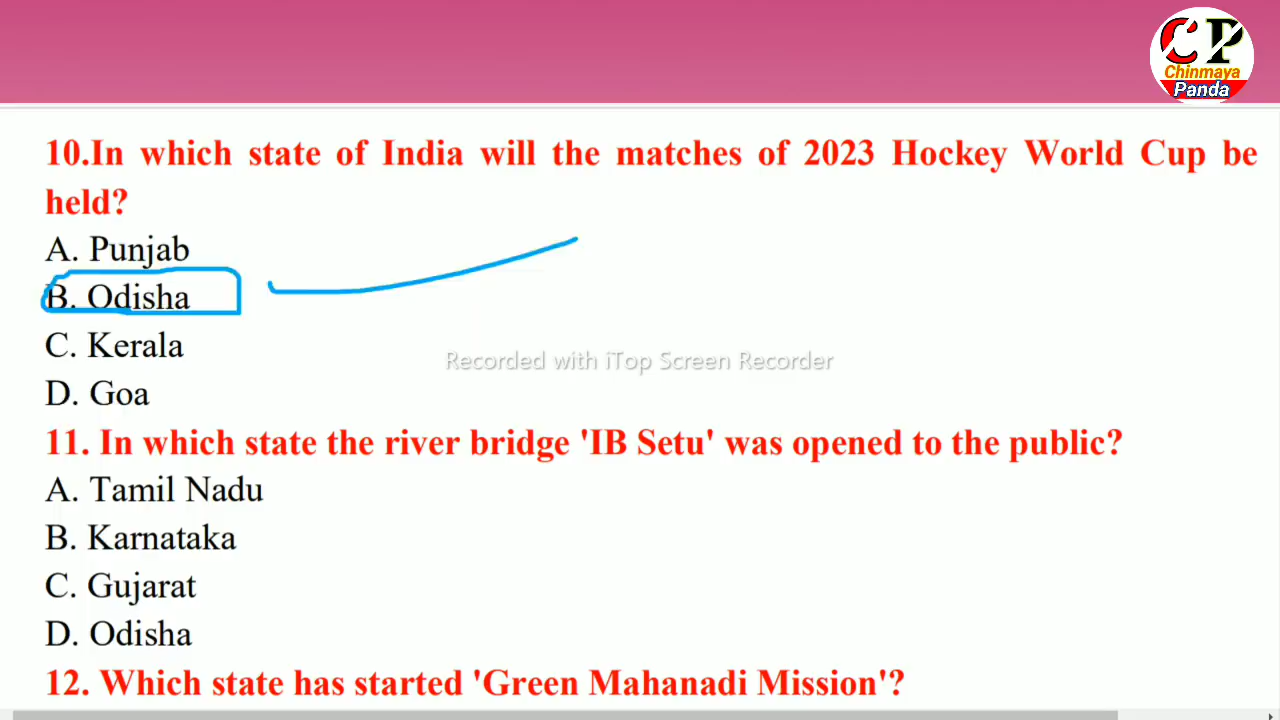 CP
Chinmaya
Panda
10.In which state of India will the matches of 2023 Hockey World Cup be
held?
A. Punjab
B. Odisha
C. Kerala
D. Goa
Recorded with iTop Screen Recorder
11. In which state the river bridge 'IB Setu' was opened to the public?
A. Tamil Nadu
B. Karnataka
C. Gujarat
D. Odisha
12. Which state has started 'Green Mahanadi Mission'?